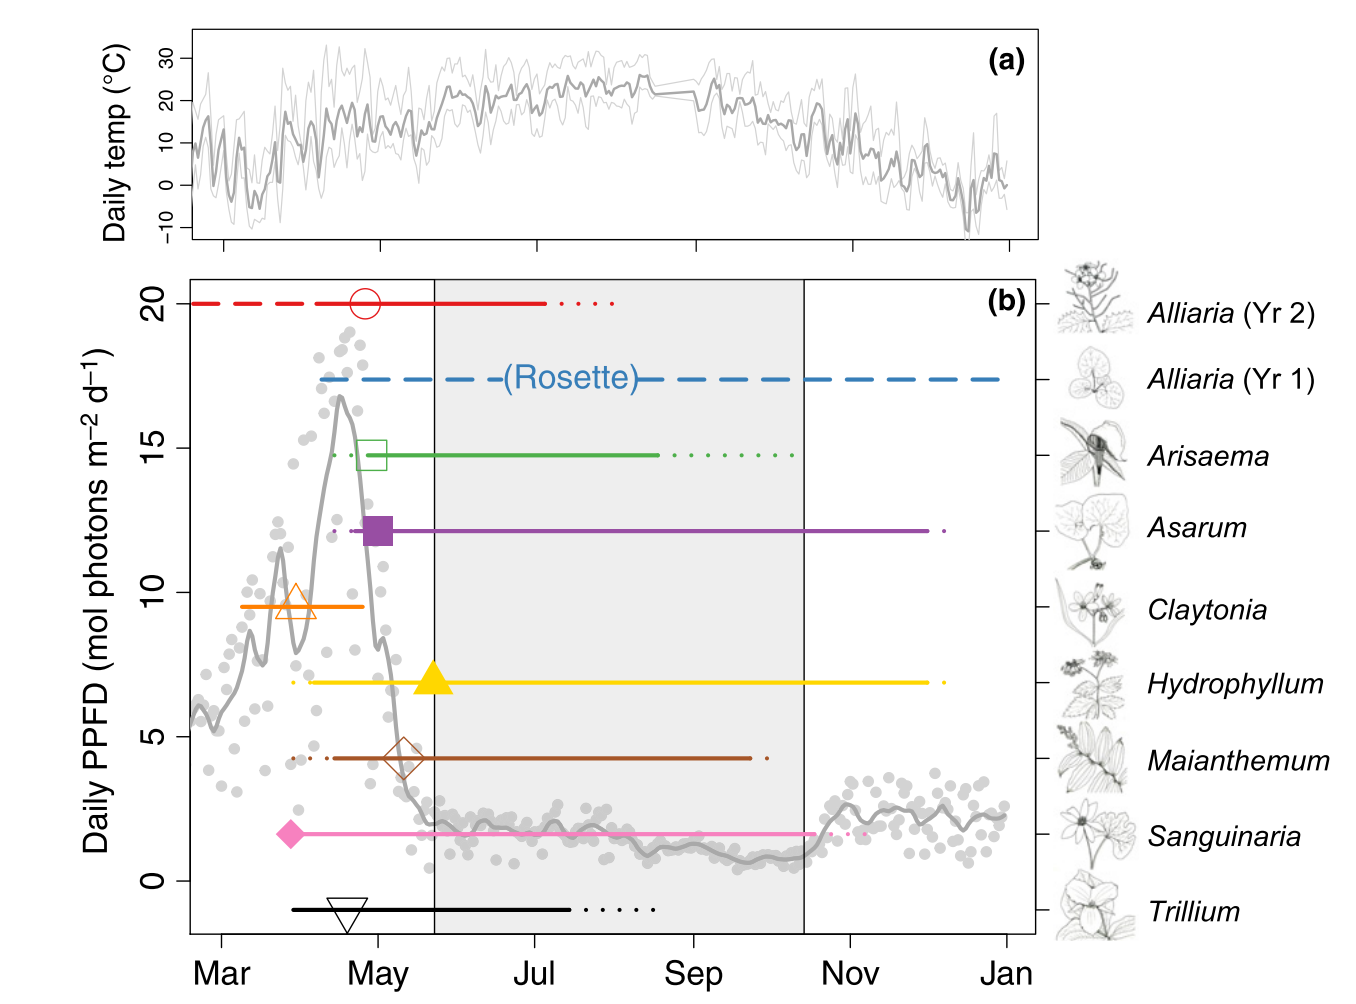 (a)
Daily temp (°C)
30
20
10
0
−10
(b)
Daily PPFD (mol photons m−2 d−1)
20
15
10
5
0
(Rosette)
Alliaria (Yr 2)
Alliaria (Yr 1)
Arisaema
Asarum
Claytonia
Hydrophyllum
Maianthemum
Sanguinaria
Trillium
Mar May Jul Sep Nov Jan